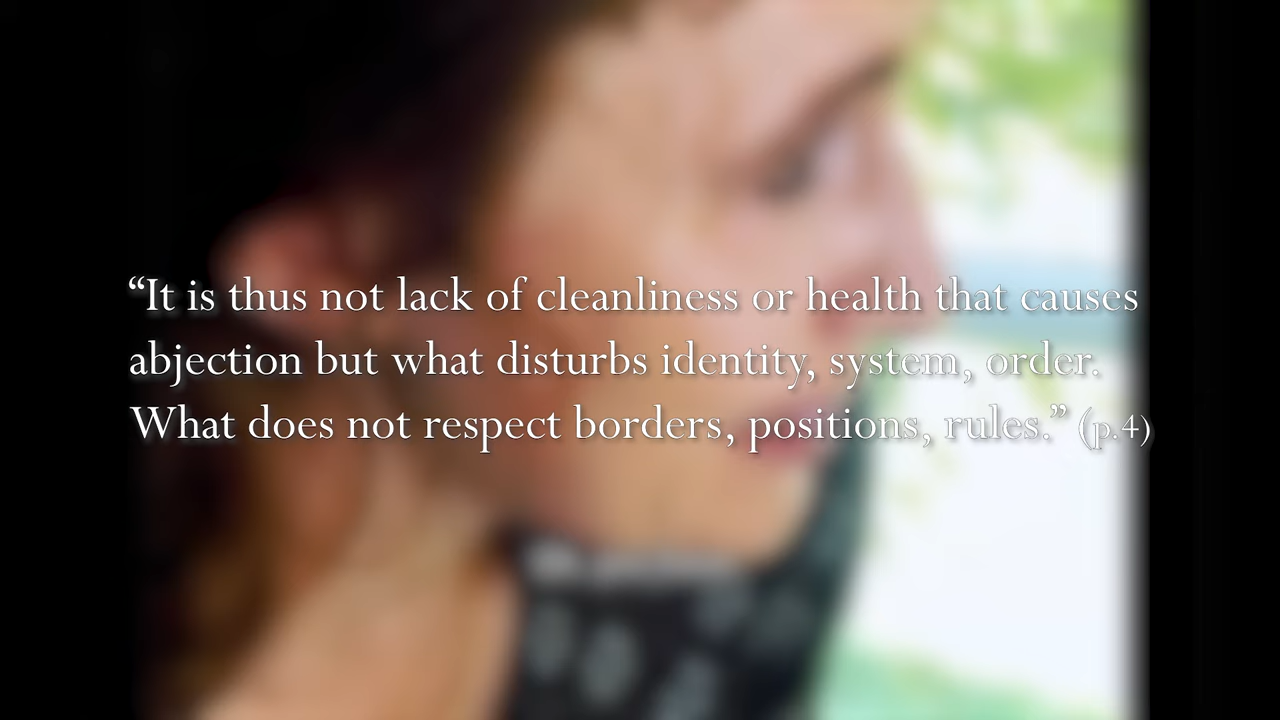 “It is thus not lack of cleanliness or health that causes
abjection but what disturbs identity, system, order.
What does not respect borders, positions, rules.” (p.4)